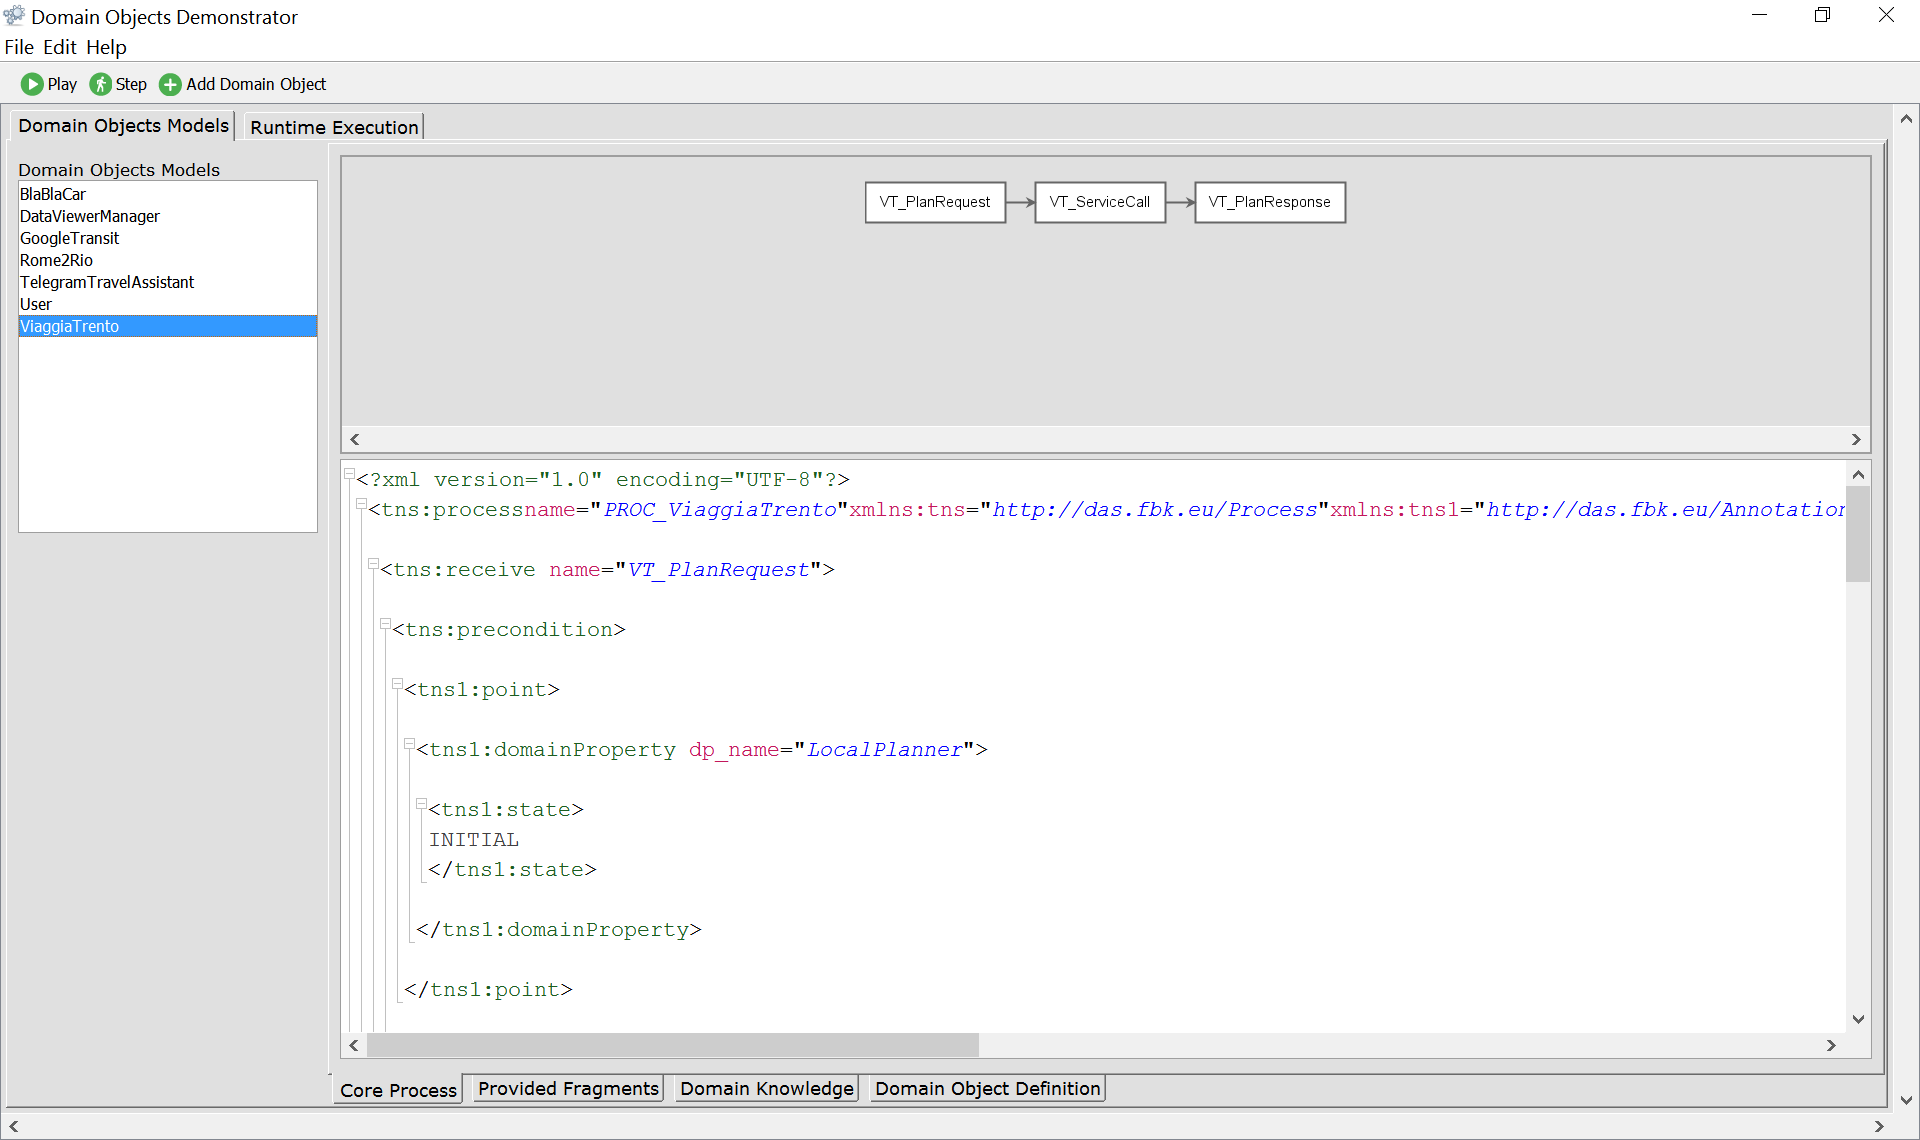 Domain Objects Demonstrator
File Edit Help
Play Step Add Domain Object
Domain Objects Models Runtime Execution
Domain Objects Models
BlaBlaCar
DataViewerManager
GoogleTransit
Rome2Rio
TelegramTravelAssistant
User
ViaggiaTrento
VT_PlanRequest VT_ServiceCall VT_PlanResponse
<?xml version="1.0" encoding="UTF-8"?>
<tns:processname="PROC_ViaggiaTrento"xmlns:tns="http://das.fbk.eu/Process"xmlns:tns1="http://das.fbk.eu/Annotation
<tns:receive name="VT_PlanRequest">
<tns:precondition>
<tns1:point>
<tns1:domainProperty dp_name="LocalPlanner">
<tns1:state>
INITIAL
</tns1:state>
</tns1:domainProperty>
</tns1:point>
Core Process Provided Fragments Domain Knowledge Domain Object Definition